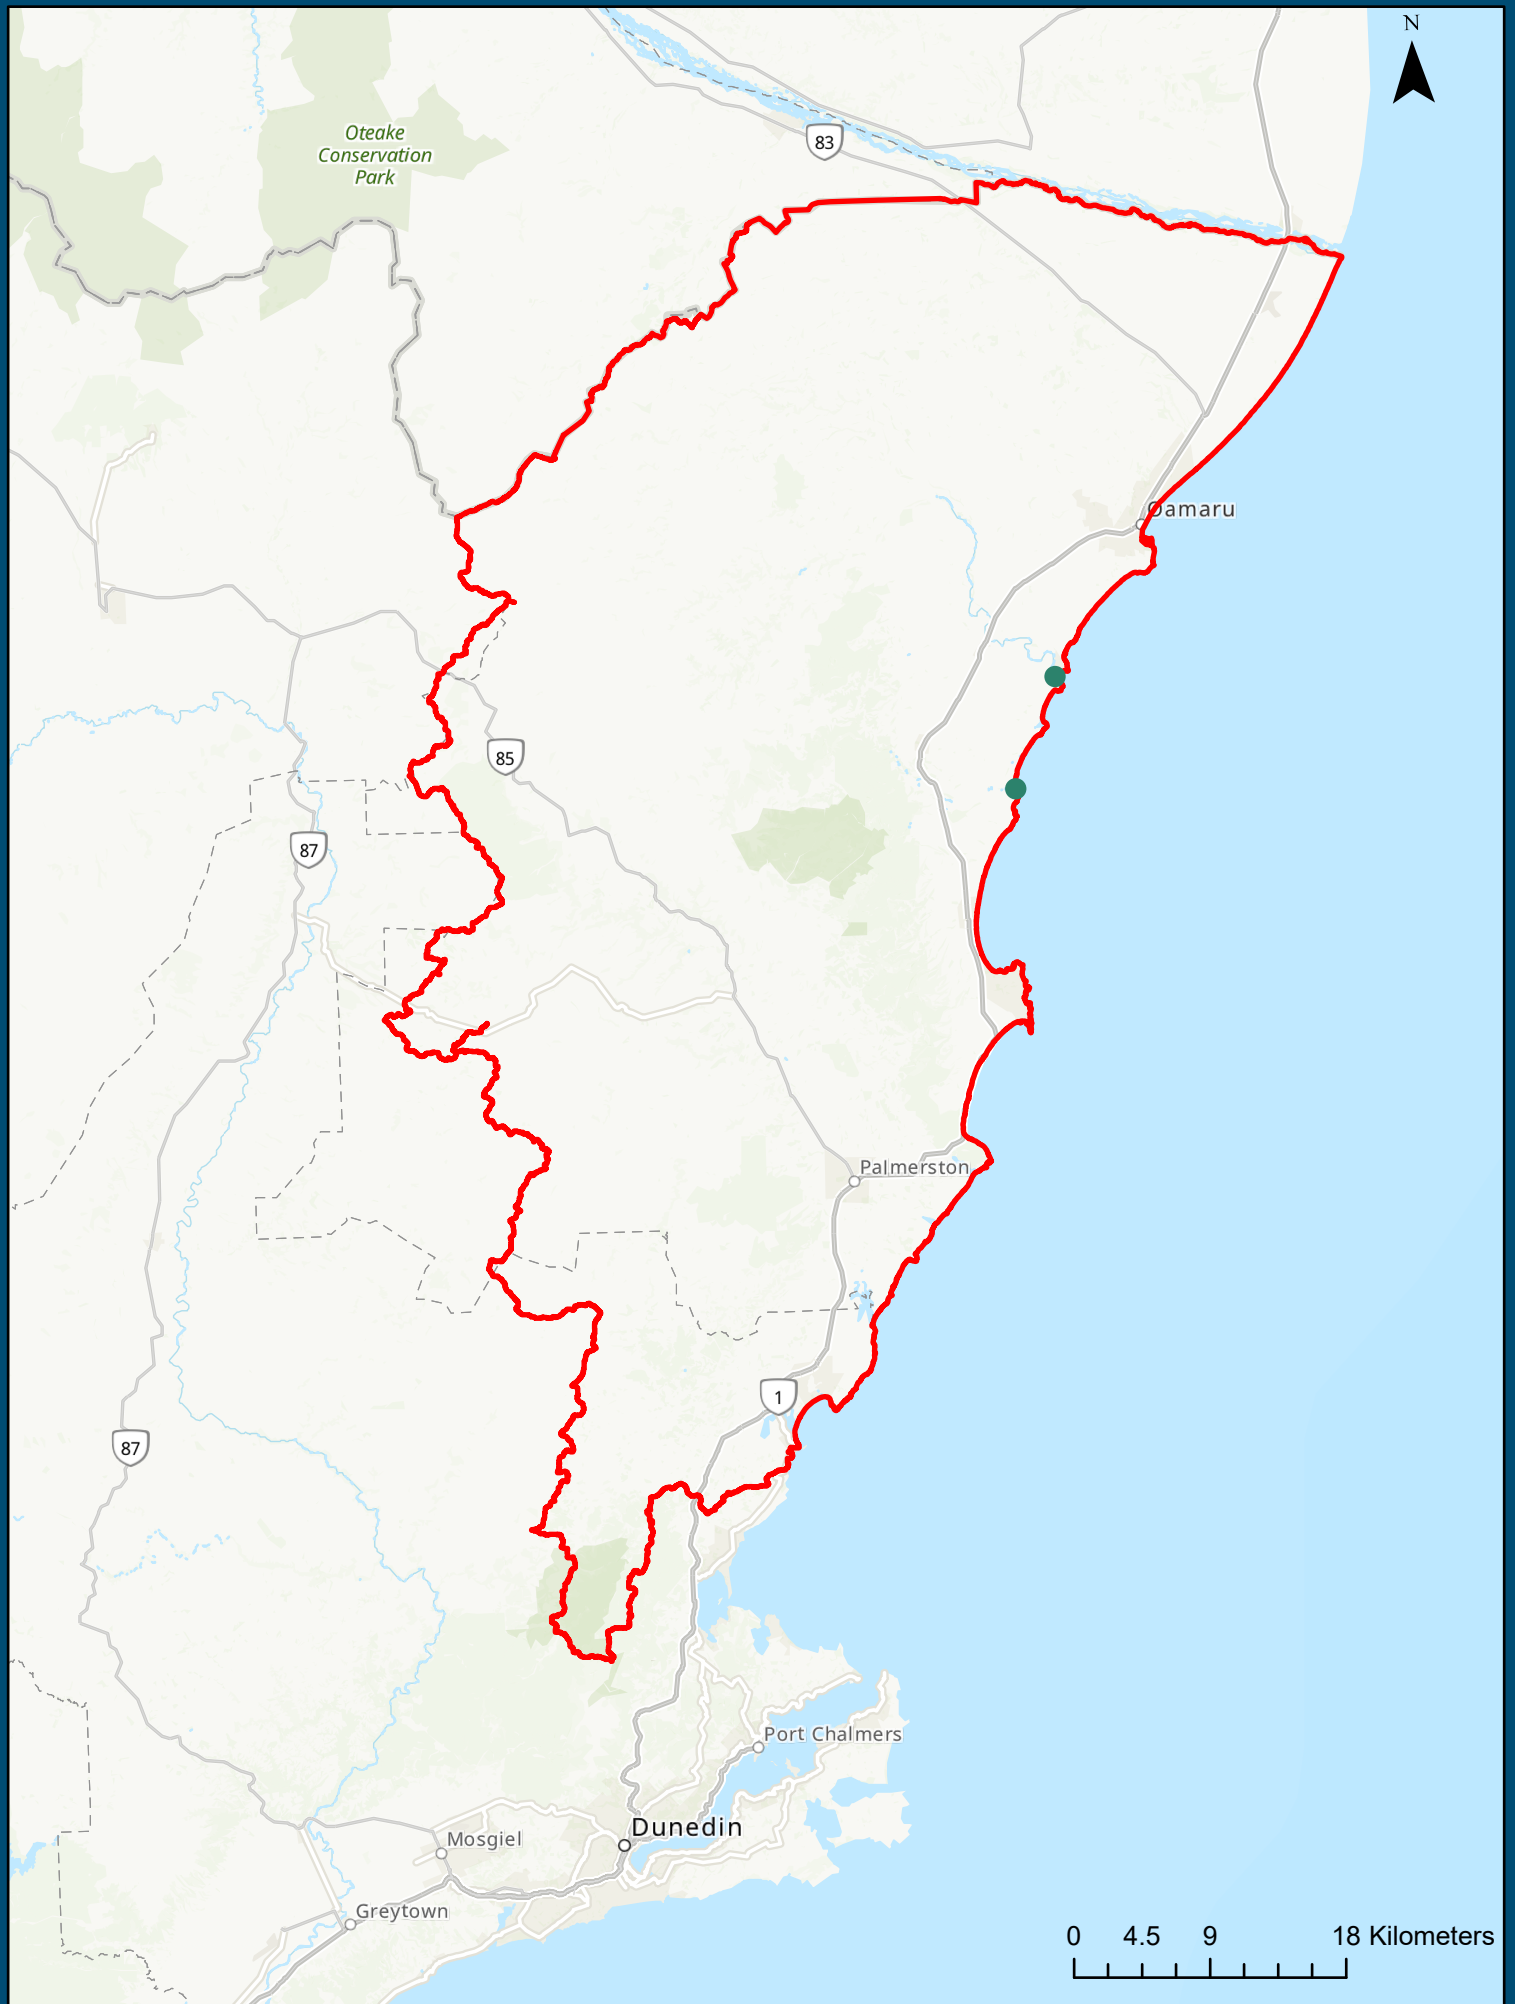 N
Oteake
Conservation
Park
83
Oamaru
85
87
Palmerston
1
87
Port Chalmers
Dunedin
Mosgiel
Greytown
0 4.5 9 18 Kilometers